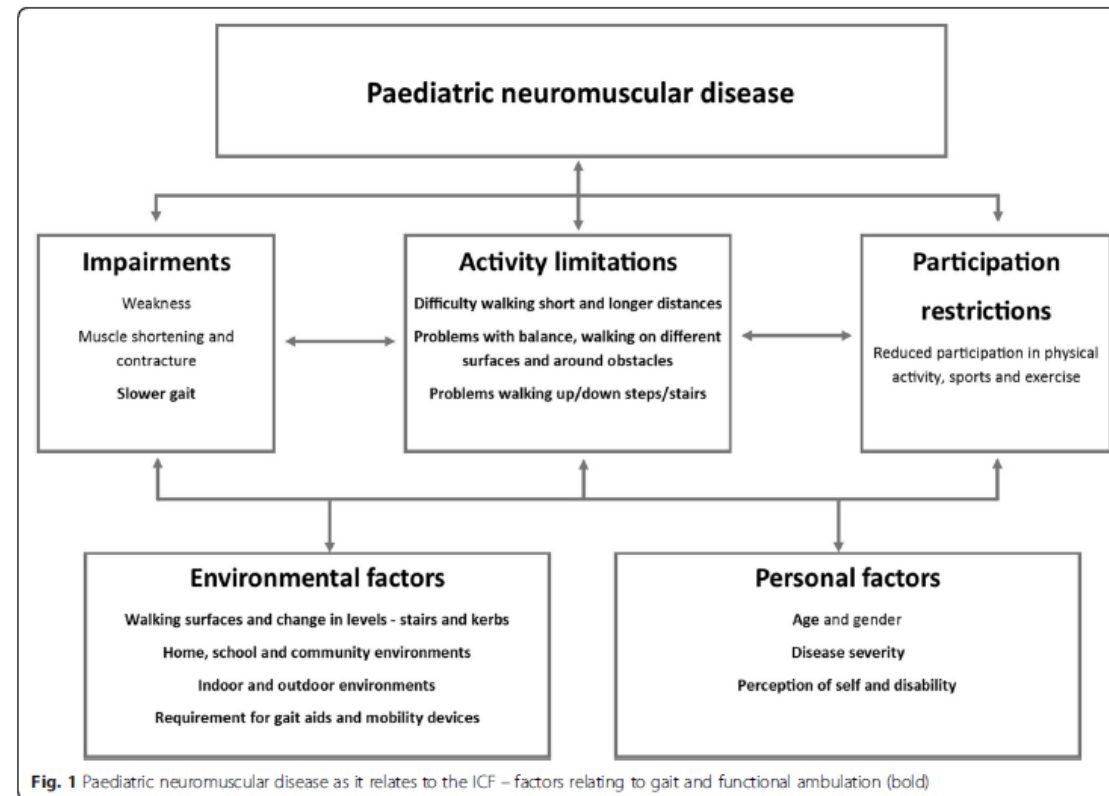 Paediatric neuromuscular disease
Impairments
Weakness
Muscle shortening and
contracture
Slower gait
Activity limitations
Difficulty walking short and longer distances
Problems with balance, walking on different
surfaces and around obstacles
Problems walking up/down steps/stairs
Participation
restrictions
Reduced participation in physical
activity, sports and exercise
Environmental factors
Walking surfaces and change in levels - stairs and kerbs
Home, school and community environments
Indoor and outdoor environments
Requirement for gait aids and mobility devices
Personal factors
Age and gender
Disease severity
Perception of self and disability
Fig. 1 Paediatric neuromuscular disease as it relates to the ICF – factors relating to gait and functional ambulation (bold)